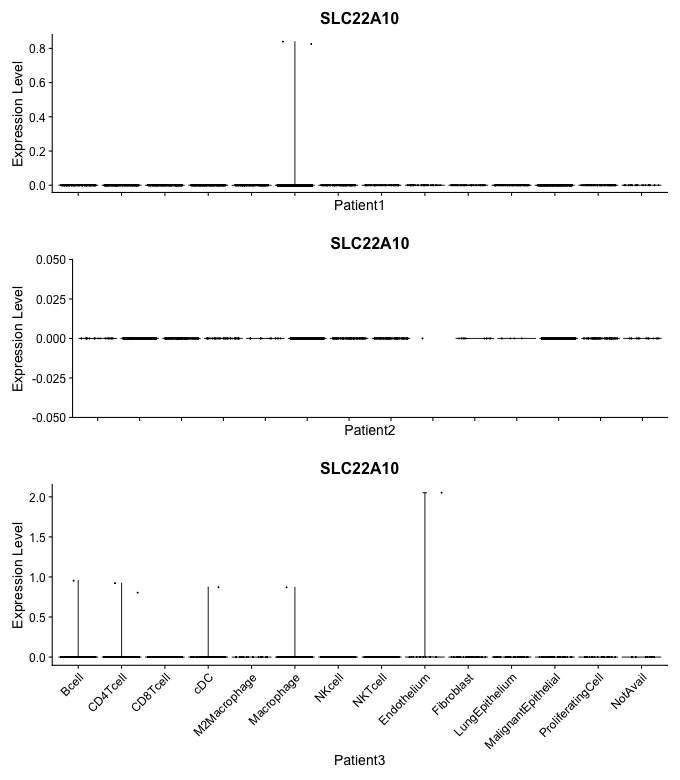 SLC22A10
Expression Level
0.8
0.6
0.4
0.2
0.0
Patient1
SLC22A10
Expression Level
0.050
0.025
0.000
-0.025
-0.050
Patient2
SLC22A10
Expression Level
2.0
1.5
1.0
0.5
0.0
Bcell
CD4Tcell
CD8Tcell
cDC
M2Macrophage
Macrophage
NKcell
NKTcell
Endothelium
Fibroblast
LungEpithelium
MalignantEpithelial
ProliferatingCell
NotAvail
Patient3